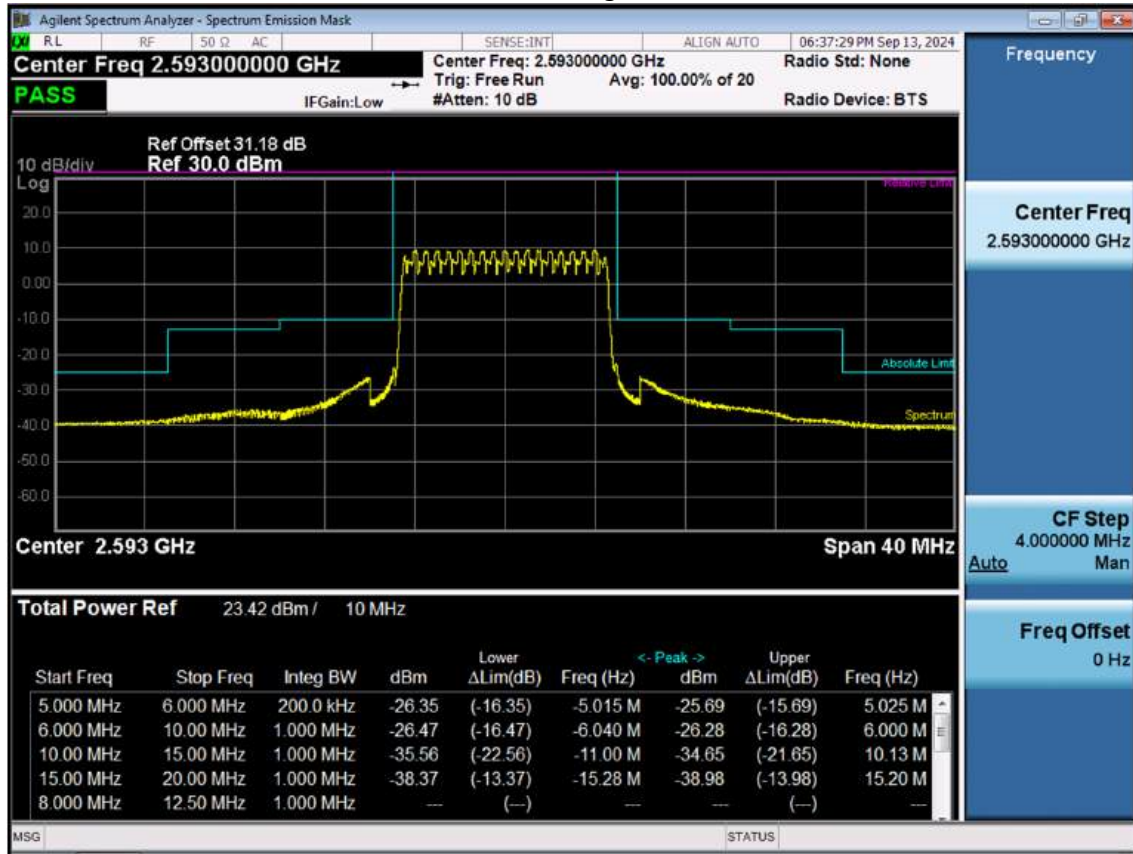 Agilent Spectrum Analyzer - Spectrum Emission Mask
RL RF 50 Ω AC SENSE:INT ALIGN AUTO 06:37:29 PM Sep 13, 2024
Center Freq 2.593000000 GHz
Center Freq: 2.593000000 GHz
Radio Std: None
Trig: Free Run Avg: 100.00% of 20
PASS
IFGain:Low
#Atten: 10 dB
Radio Device: BTS
Ref Offset 31.18 dB
10 dB/div Ref 30.0 dBm
Log
Relative Limit
20.0
10.0
0.00
-10.0
-20.0
Absolute Limit
-30.0
-40.0
Spectrum
-50.0
-60.0
Center 2.593 GHz Span 40 MHz
Total Power Ref 23.42 dBm / 10 MHz
Lower <- Peak -> Upper
Start Freq Stop Freq Integ BW dBm ΔLim(dB) Freq (Hz) dBm ΔLim(dB) Freq (Hz)
5.000 MHz 6.000 MHz 200.0 kHz -26.35 (-16.35) -5.015 M -25.69 (-15.69) 5.025 M
6.000 MHz 10.00 MHz 1.000 MHz -26.47 (-16.47) -6.040 M -26.28 (-16.28) 6.000 M
10.00 MHz 15.00 MHz 1.000 MHz -35.56 (-22.56) -11.00 M -34.65 (-21.65) 10.13 M
15.00 MHz 20.00 MHz 1.000 MHz -38.37 (-13.37) -15.28 M -38.98 (-13.98) 15.20 M
8.000 MHz 12.50 MHz 1.000 MHz --- (---) --- --- (---) ---
MSG STATUS
Frequency
Center Freq
2.593000000 GHz
CF Step
4.000000 MHz
Auto Man
Freq Offset
0 Hz